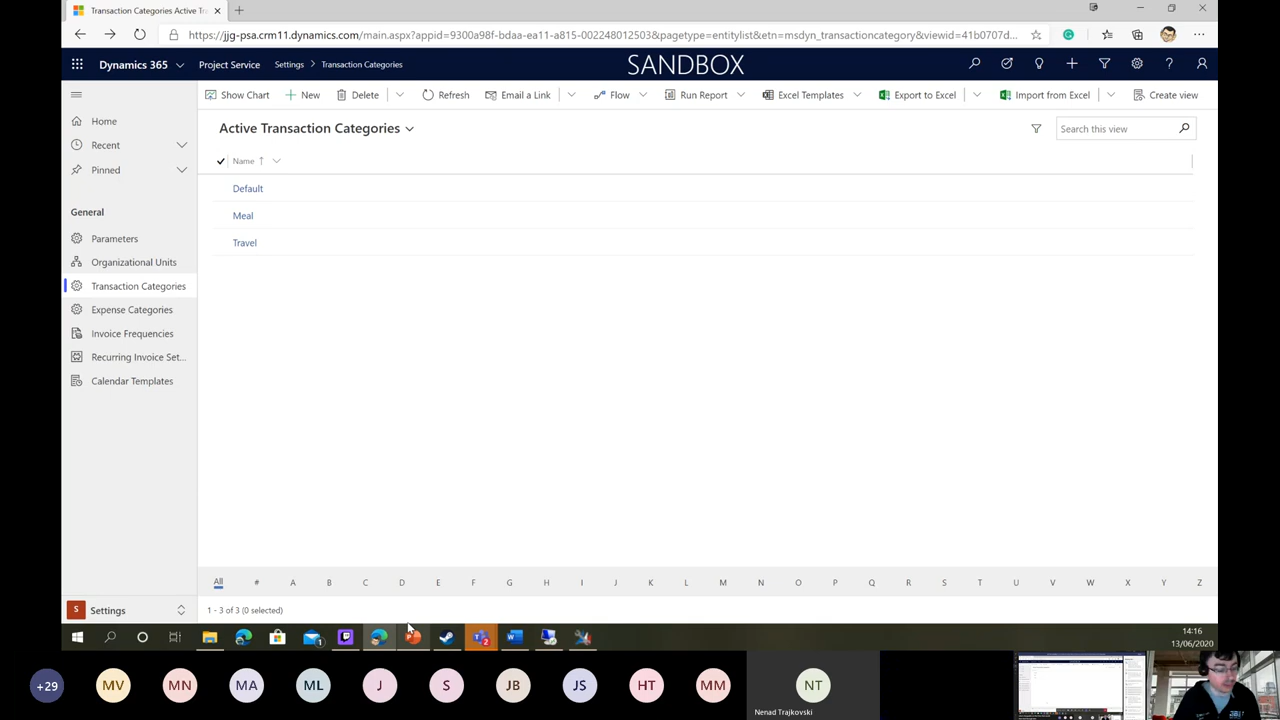 Transaction Categories Active Tr
https://jjg-psa.crm11.dynamics.com/main.aspx?appid=9300a98f-bdaa-ea11-a815-002248012503&pagetype=entitylist&etn=msdyn_transactioncategory&viewid=41b0707d...
Dynamics 365 Project Service Settings > Transaction Categories SANDBOX
Show Chart New Delete Refresh Email a Link Flow Run Report Excel Templates Export to Excel Import from Excel Create view
Home
Recent
Pinned
General
Parameters
Organizational Units
Transaction Categories
Expense Categories
Invoice Frequencies
Recurring Invoice Set...
Calendar Templates
S Settings
Active Transaction Categories
Search this view
Name ↑
Default
Meal
Travel
All # A B C D E F G H I J K L M N O P Q R S T U V W X Y Z
1 - 3 of 3 (0 selected)
14:16
13/06/2020
+29 MV MN MA ML J S JB JS HT NT
Nenad Trajkovski